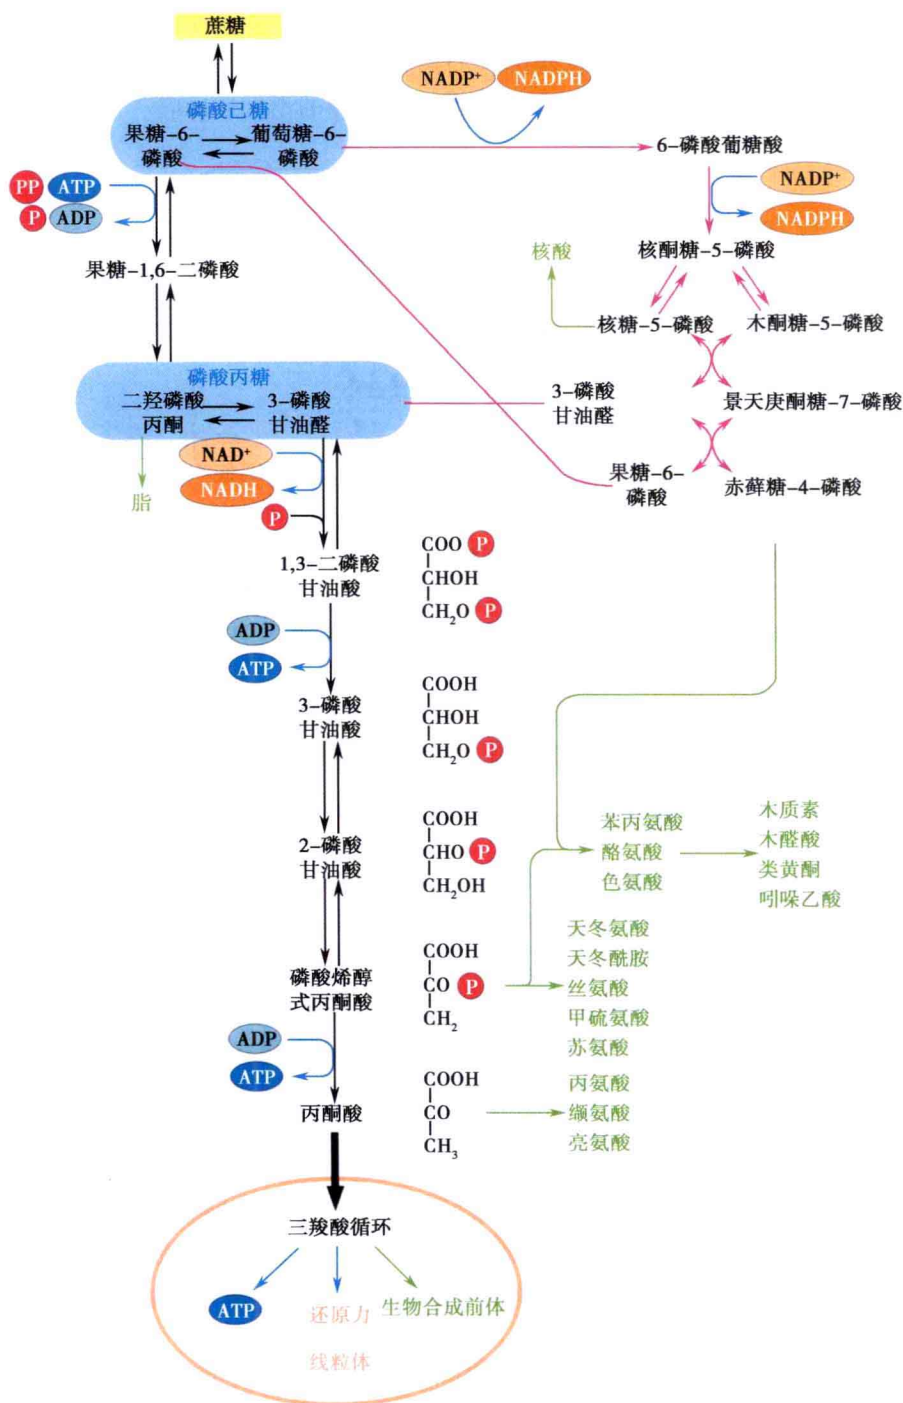 蔗糖
NADP⁺ NADPH
磷酸己糖
果糖-6-
磷酸
葡萄糖-6-
磷酸
6-磷酸葡糖酸
PP ATP
P ADP
NADP⁺
NADPH
果糖-1,6-二磷酸
核酸
核酮糖-5-磷酸
核糖-5-磷酸
木酮糖-5-磷酸
磷酸丙糖
二羟磷酸
丙酮
3-磷酸
甘油醛
3-磷酸
甘油醛
景天庚酮糖-7-磷酸
NAD⁺
NADH
脂
P
果糖-6-
磷酸
赤藓糖-4-磷酸
1,3-二磷酸
甘油酸
COO P
CHOH
CH₂O P
ADP
ATP
3-磷酸
甘油酸
COOH
CHOH
CH₂O P
2-磷酸
甘油酸
COOH
CHO P
CH₂OH
苯丙氨酸
酪氨酸
色氨酸
木质素
木醛酸
类黄酮
吲哚乙酸
磷酸烯醇
式丙酮酸
COOH
CO P
CH₂
天冬氨酸
天冬酰胺
丝氨酸
甲硫氨酸
苏氨酸
ADP
ATP
丙酮酸
COOH
CO
CH₃
丙氨酸
缬氨酸
亮氨酸
三羧酸循环
ATP
还原力
生物合成前体
线粒体